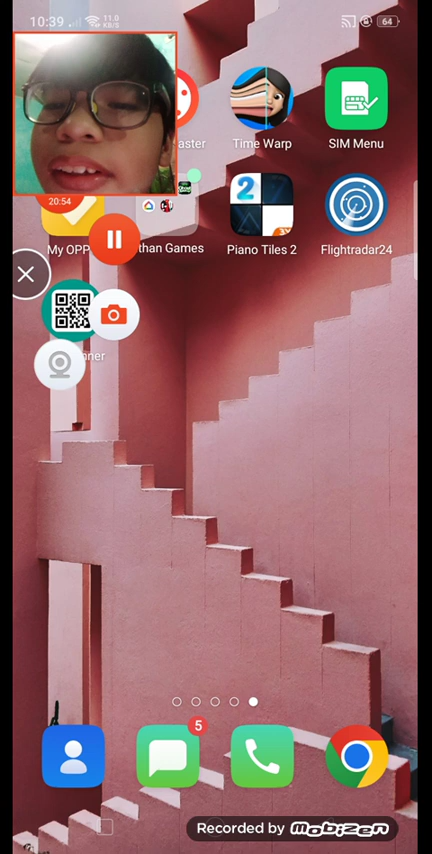 10:39
11.0
KB/S
64
20:54
aster
Time Warp
SIM Menu
2
My OPP
than Games
Piano Tiles 2
Flightradar24
nner
5
Recorded by Mobizen